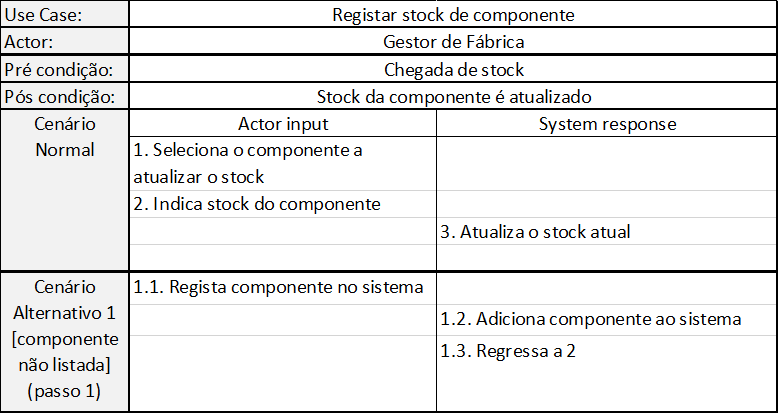 Use Case: Registar stock de componente
Actor: Gestor de Fábrica
Pré condição: Chegada de stock
Pós condição: Stock da componente é atualizado
Cenário Normal
Actor input System response
1. Seleciona o componente a
atualizar o stock
2. Indica stock do componente
3. Atualiza o stock atual
Cenário
Alternativo 1
[componente
não listada]
(passo 1)
1.1. Regista componente no sistema
1.2. Adiciona componente ao sistema
1.3. Regressa a 2